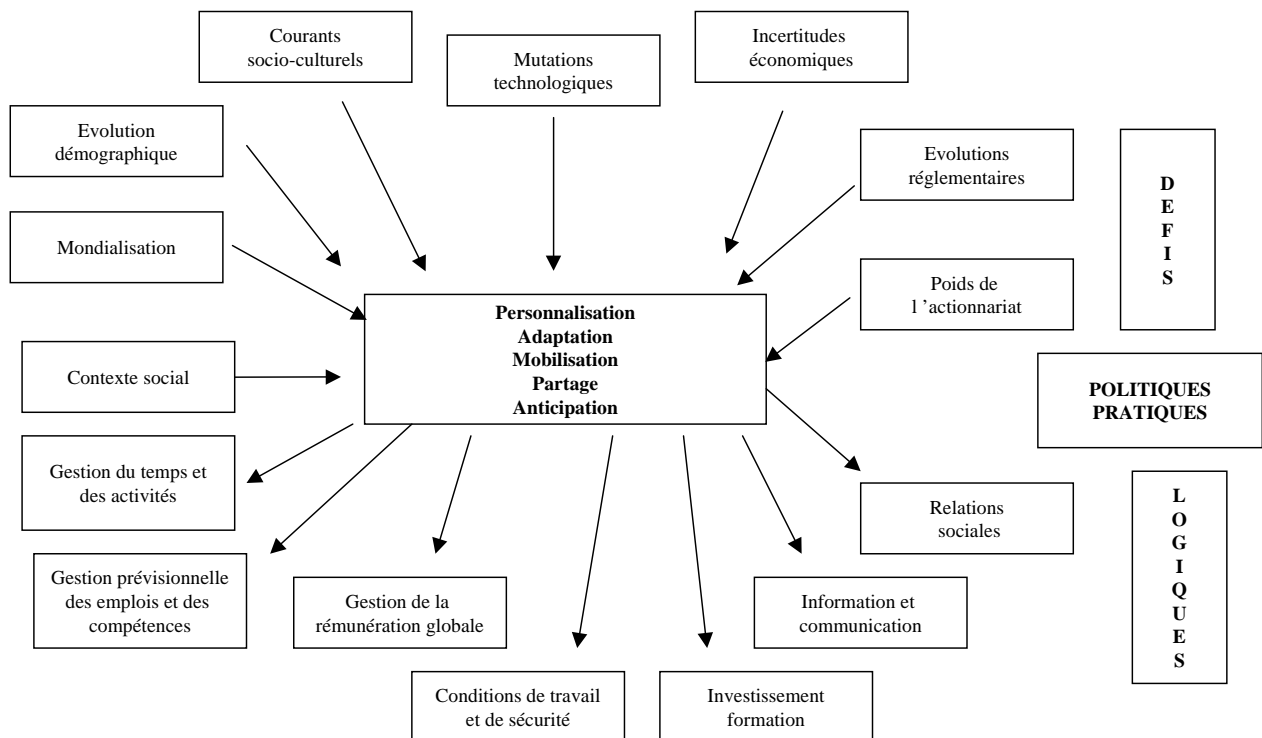 Courants
socio-culturels
Mutations
technologiques
Incertitudes
économiques
Evolution
démographique
Evolutions
réglementaires
D
E
F
I
S
Mondialisation
Poids de
l ’actionnariat
Personnalisation
Adaptation
Mobilisation
Partage
Anticipation
Contexte social
POLITIQUES
PRATIQUES
Gestion du temps et
des activités
Relations
sociales
L
O
G
I
Q
U
E
S
Gestion prévisionnelle
des emplois et des
compétences
Gestion de la
rémunération globale
Information et
communication
Conditions de travail
et de sécurité
Investissement
formation